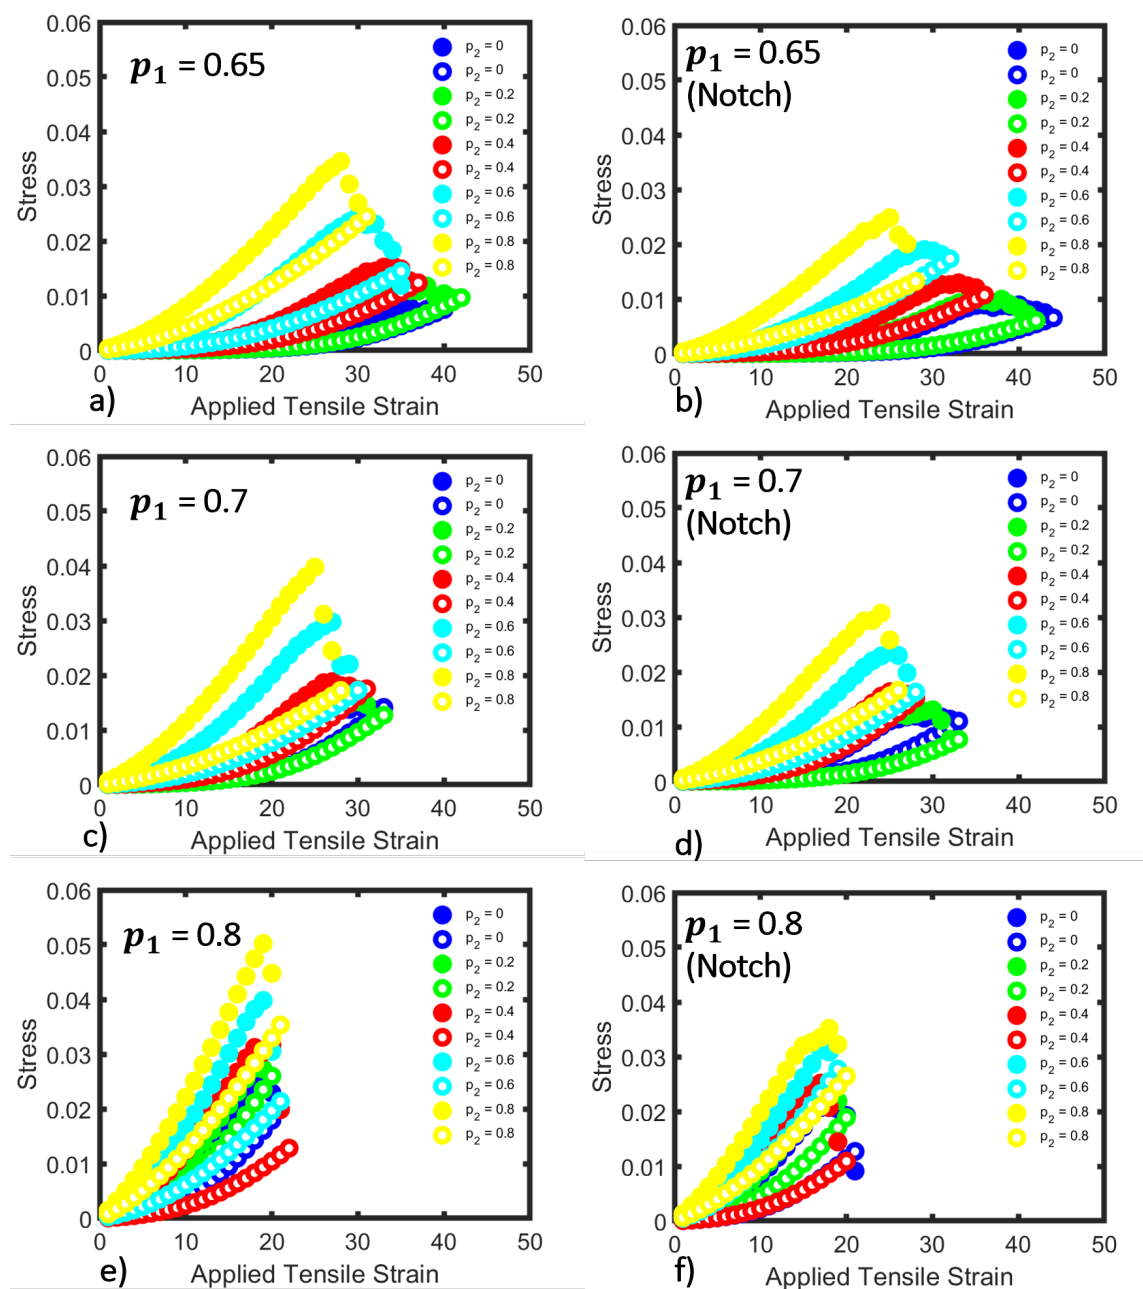 0.06
0.05
0.04
0.03
0.02
0.01
0
Stress
p₁ = 0.65
p₂ = 0
p₂ = 0
p₂ = 0.2
p₂ = 0.2
p₂ = 0.4
p₂ = 0.4
p₂ = 0.6
p₂ = 0.6
p₂ = 0.8
p₂ = 0.8
0 10 20 30 40 50
a) Applied Tensile Strain
0.06
0.05
0.04
0.03
0.02
0.01
0
Stress
p₁ = 0.65
(Notch)
p₂ = 0
p₂ = 0
p₂ = 0.2
p₂ = 0.2
p₂ = 0.4
p₂ = 0.4
p₂ = 0.6
p₂ = 0.6
p₂ = 0.8
p₂ = 0.8
0 10 20 30 40 50
b) Applied Tensile Strain
0.06
0.05
0.04
0.03
0.02
0.01
0
Stress
p₁ = 0.7
p₂ = 0
p₂ = 0
p₂ = 0.2
p₂ = 0.2
p₂ = 0.4
p₂ = 0.4
p₂ = 0.6
p₂ = 0.6
p₂ = 0.8
p₂ = 0.8
0 10 20 30 40 50
c) Applied Tensile Strain
0.06
0.05
0.04
0.03
0.02
0.01
0
Stress
p₁ = 0.7
(Notch)
p₂ = 0
p₂ = 0
p₂ = 0.2
p₂ = 0.2
p₂ = 0.4
p₂ = 0.4
p₂ = 0.6
p₂ = 0.6
p₂ = 0.8
p₂ = 0.8
0 10 20 30 40 50
d) Applied Tensile Strain
0.06
0.05
0.04
0.03
0.02
0.01
0
Stress
p₁ = 0.8
p₂ = 0
p₂ = 0
p₂ = 0.2
p₂ = 0.2
p₂ = 0.4
p₂ = 0.4
p₂ = 0.6
p₂ = 0.6
p₂ = 0.8
p₂ = 0.8
10 20 30 40 50
e) Applied Tensile Strain
0.06
0.05
0.04
0.03
0.02
0.01
0
Stress
p₁ = 0.8
(Notch)
p₂ = 0
p₂ = 0
p₂ = 0.2
p₂ = 0.2
p₂ = 0.4
p₂ = 0.4
p₂ = 0.6
p₂ = 0.6
p₂ = 0.8
p₂ = 0.8
0 10 20 30 40 50
f) Applied Tensile Strain